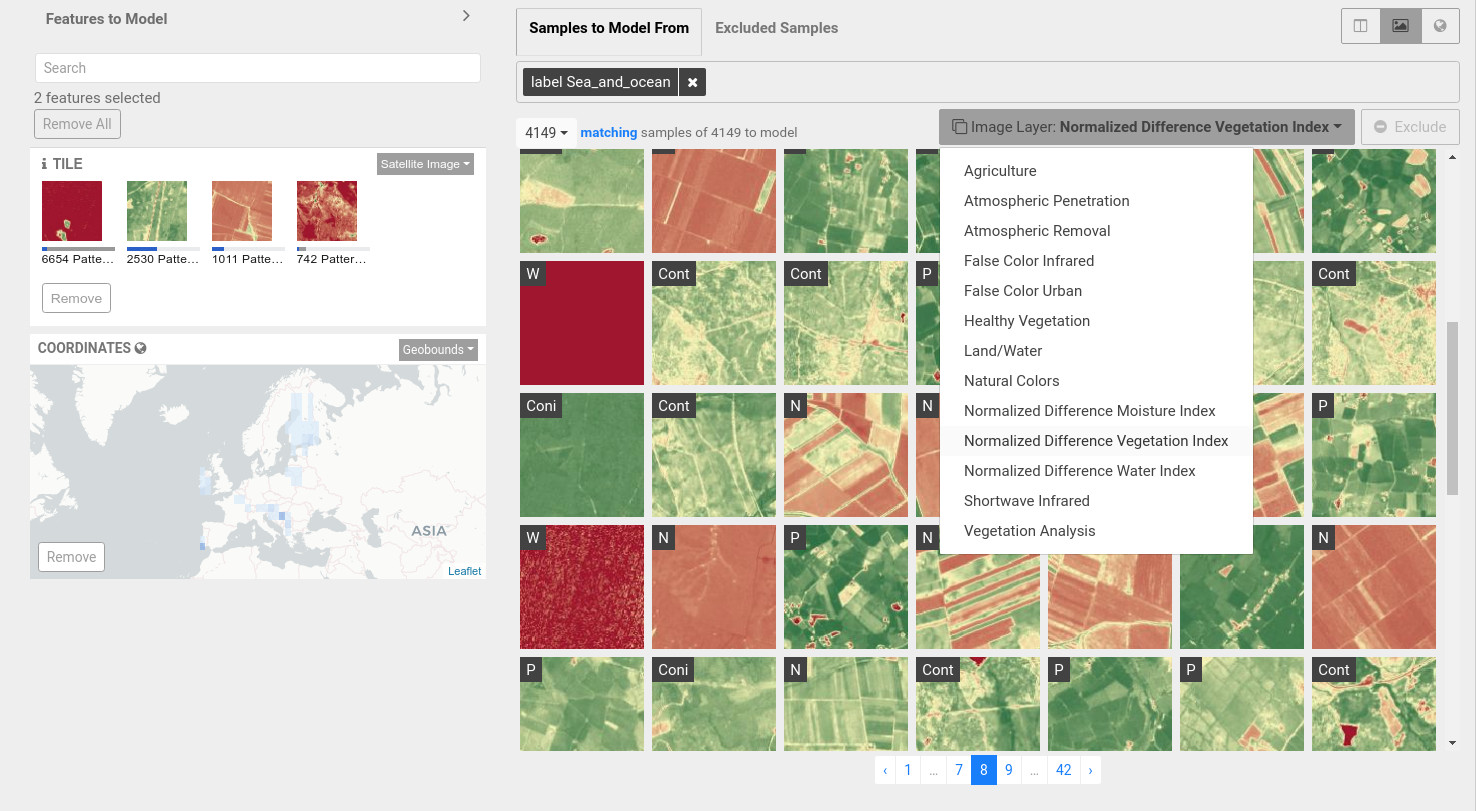 Features to Model
Search
2 features selected
Remove All
TILE
Satellite Image
6654 Patte...
2530 Patte...
1011 Patte...
742 Patter...
Remove
COORDINATES
Geobounds
ASIA
Remove
Leaflet
Samples to Model From
Excluded Samples
label Sea_and_ocean
4149 matching samples of 4149 to model
Image Layer: Normalized Difference Vegetation Index
Exclude
Agriculture
Atmospheric Penetration
Atmospheric Removal
False Color Infrared
False Color Urban
Healthy Vegetation
Land/Water
Natural Colors
Normalized Difference Moisture Index
Normalized Difference Vegetation Index
Normalized Difference Water Index
Shortwave Infrared
Vegetation Analysis
W Cont Cont P Cont
Coni Cont N N P
W N P N N
P Coni N Cont P P Cont
‹ 1 ... 7 8 9 ... 42 ›